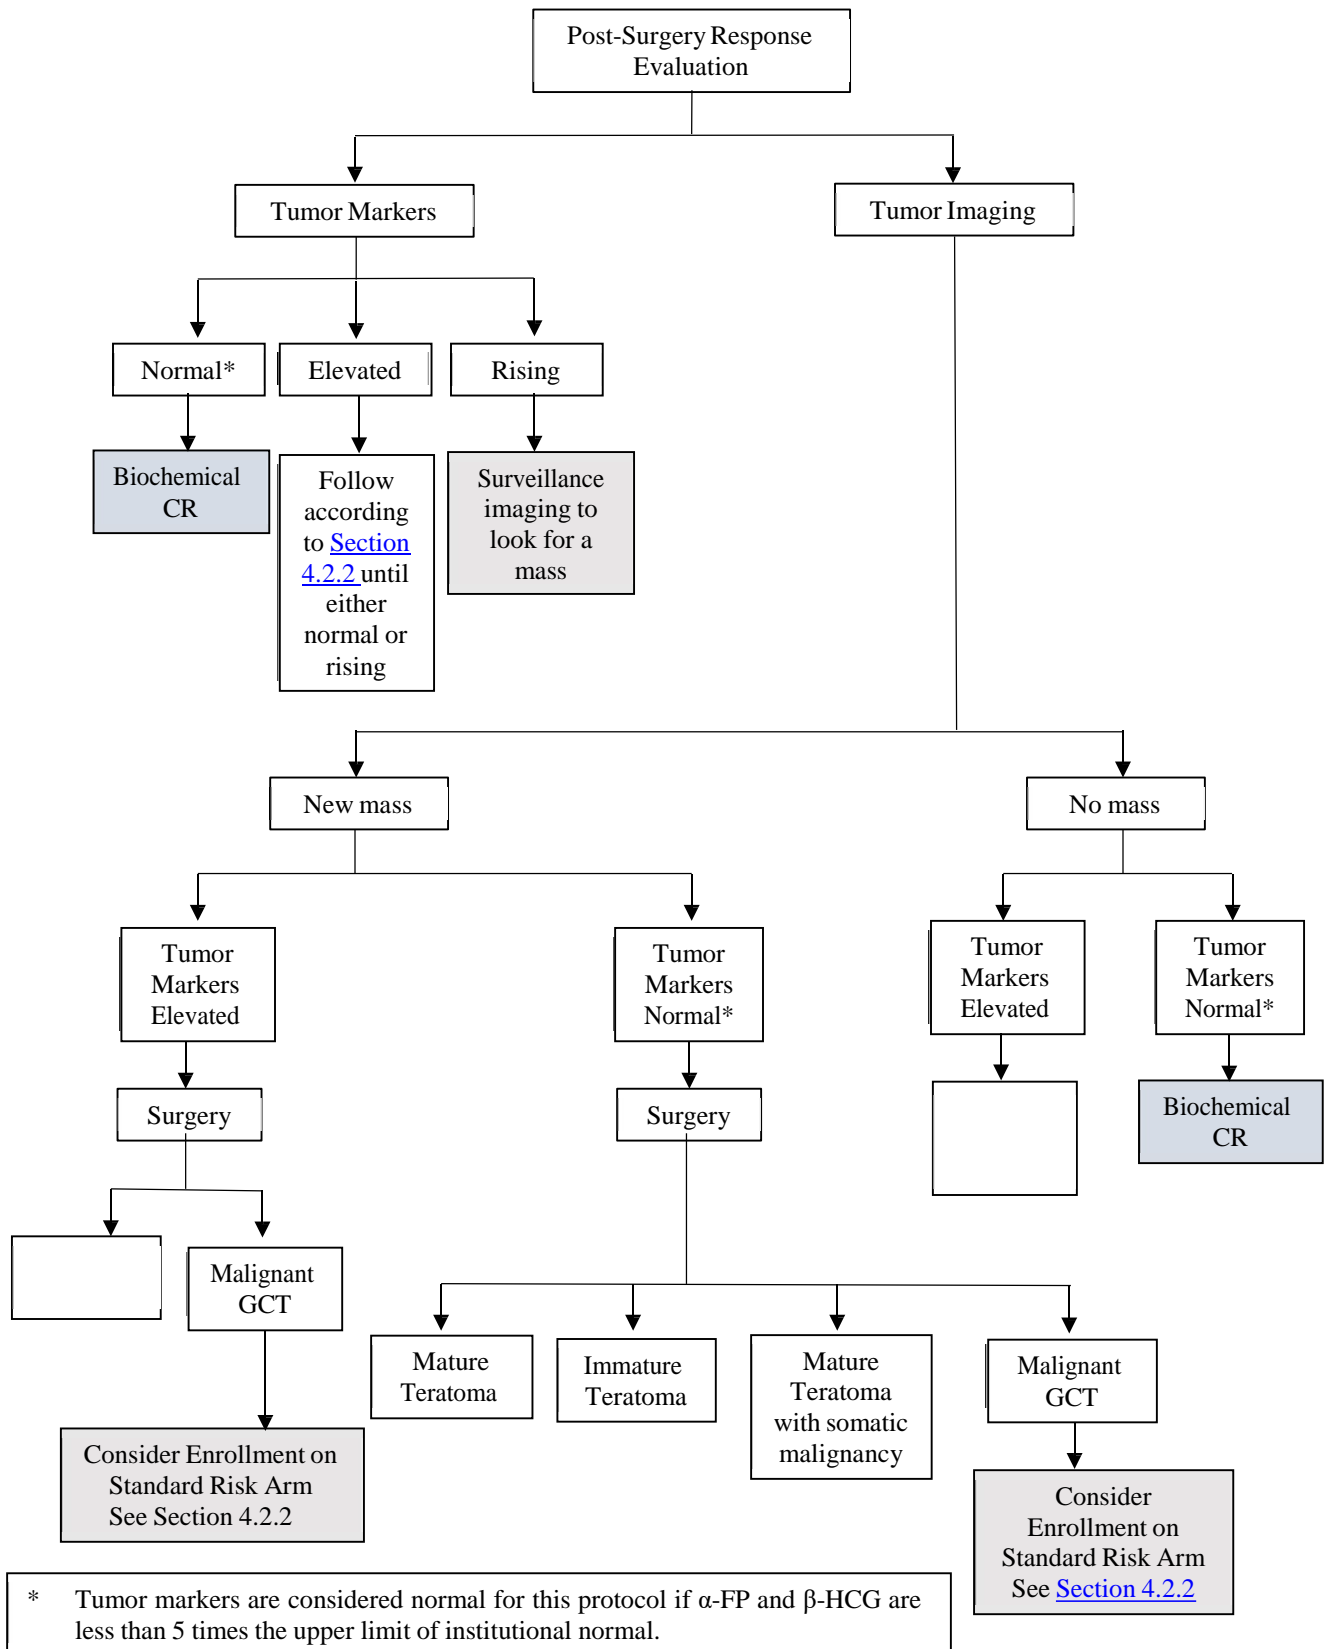 Post-Surgery Response
Evaluation
Tumor Markers
Tumor Imaging
Normal*
Elevated
Rising
Biochemical
CR
Follow
according
to Section
4.2.2 until
either
normal or
rising
Surveillance
imaging to
look for a
mass
New mass
No mass
Tumor
Markers
Elevated
Tumor
Markers
Normal*
Tumor
Markers
Elevated
Tumor
Markers
Normal*
Surgery
Surgery
Biochemical
CR
Malignant
GCT
Mature
Teratoma
Immature
Teratoma
Mature
Teratoma
with somatic
malignancy
Malignant
GCT
Consider Enrollment on
Standard Risk Arm
See Section 4.2.2
Consider
Enrollment on
Standard Risk Arm
See Section 4.2.2
* Tumor markers are considered normal for this protocol if α-FP and β-HCG are
less than 5 times the upper limit of institutional normal.